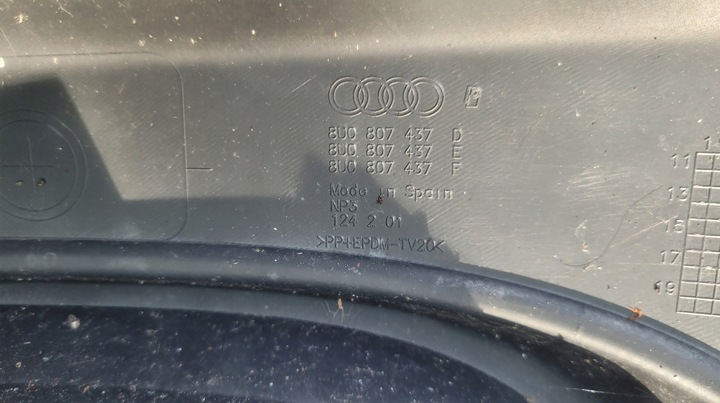 8U0 807 437 D
8U0 807 437 E
8U0 807 437 F
Made in Spain
NP3
124 2 01
>PP+EPDM-TV20<
11
13
15
17
19